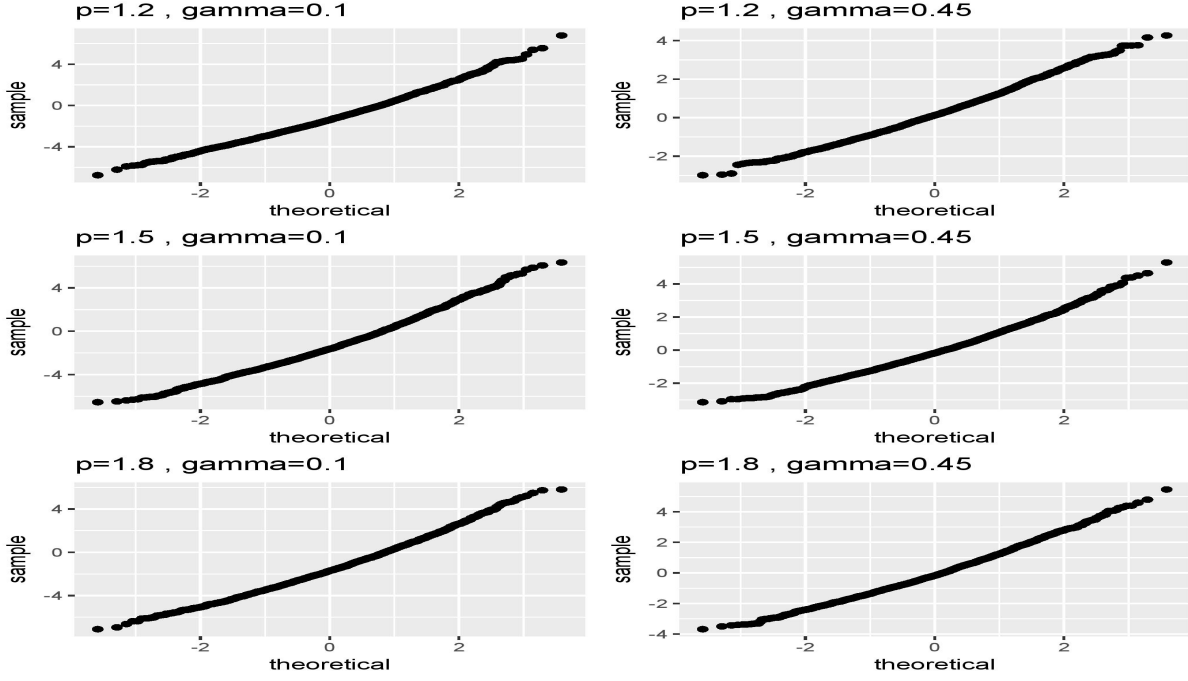 p=1.2 , gamma=0.1
4
0
-4
sample
-2 0 2
theoretical
p=1.2 , gamma=0.45
4
2
0
-2
sample
-2 0 2
theoretical
p=1.5 , gamma=0.1
4
0
-4
sample
-2 0 2
theoretical
p=1.5 , gamma=0.45
4
2
0
-2
sample
-2 0 2
theoretical
p=1.8 , gamma=0.1
4
0
-4
sample
-2 0 2
theoretical
p=1.8 , gamma=0.45
4
2
0
-2
-4
sample
-2 0 2
theoretical